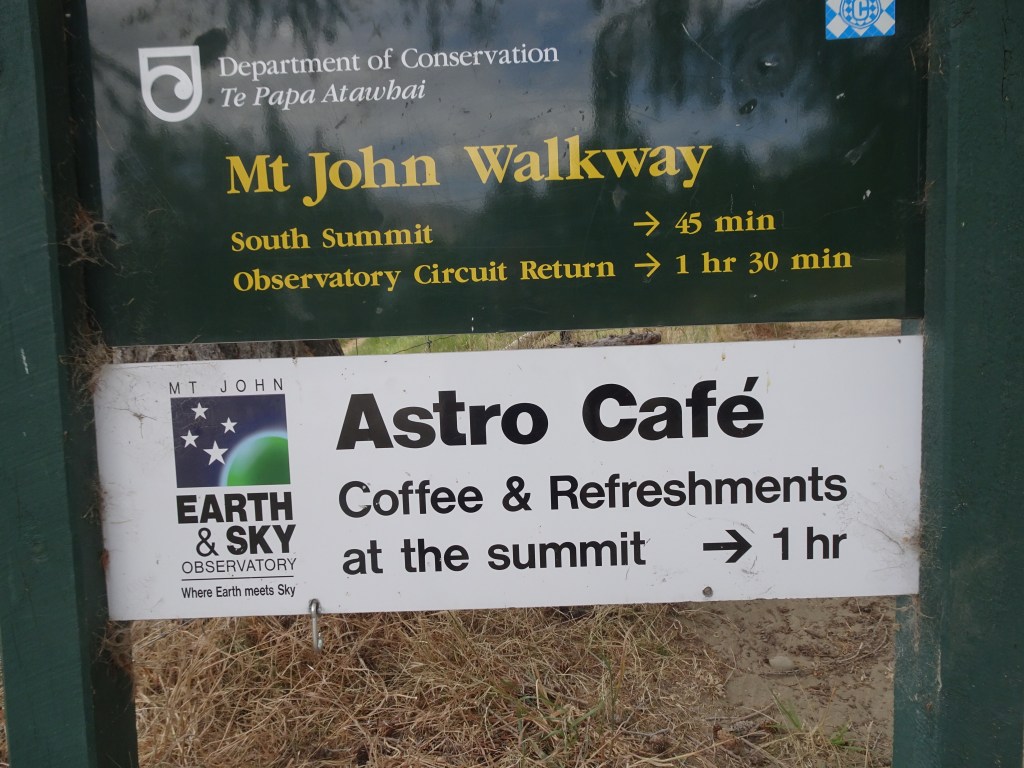 Department of Conservation
Te Papa Atawhai
Mt John Walkway
South Summit → 45 min
Observatory Circuit Return → 1 hr 30 min
MT JOHN
EARTH
& SKY
OBSERVATORY
Where Earth meets Sky
Astro Café
Coffee & Refreshments
at the summit → 1 hr